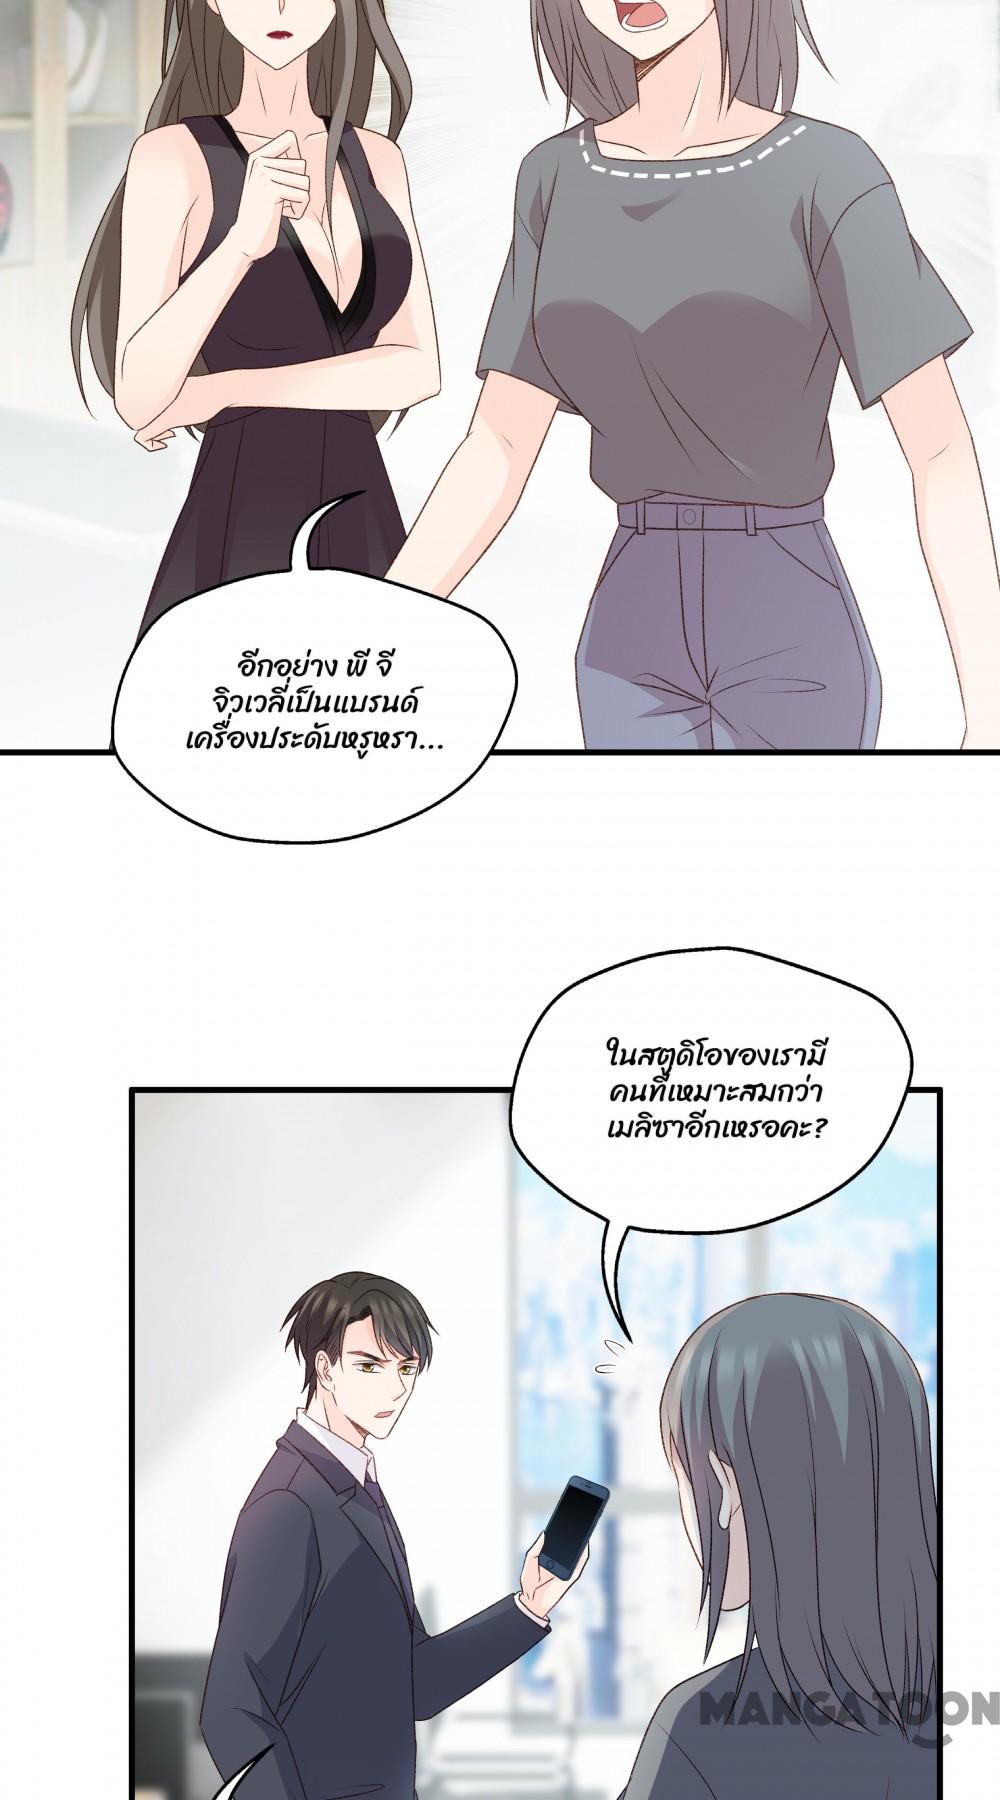 อีกอย่าง พี จี
จิวเวลี่เป็นแบรนด์
เครื่องประดับหรูหรา...
ในสตูดิโอของเรามี
คนที่เหมาะสมกว่า
เมลิซาอีกเหรอคะ?
MANGATOON